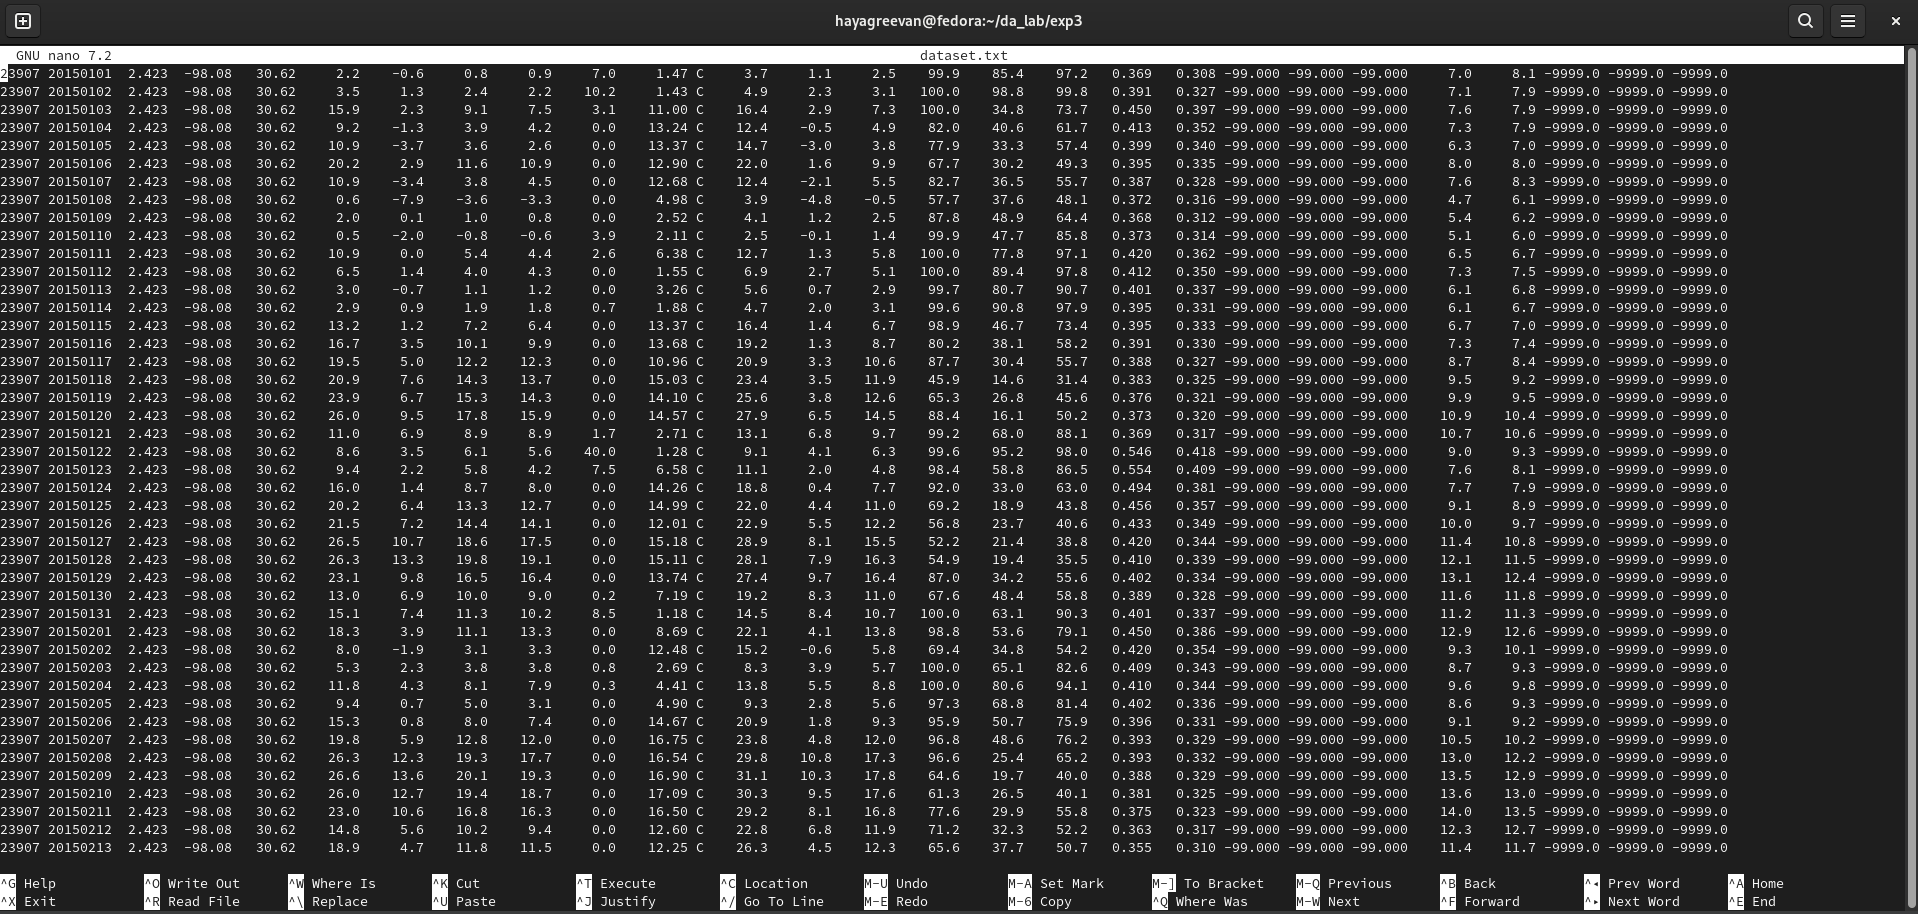 hayagreevan@fedora:~/da_lab/exp3
GNU nano 7.2 dataset.txt
23907 20150101 2.423 -98.08 30.62 2.2 -0.6 0.8 0.9 7.0 1.47 C 3.7 1.1 2.5 99.9 85.4 97.2 0.369 0.308 -99.000 -99.000 -99.000 7.0 8.1 -9999.0 -9999.0 -9999.0
23907 20150102 2.423 -98.08 30.62 3.5 1.3 2.4 2.2 10.2 1.43 C 4.9 2.3 3.1 100.0 98.8 99.8 0.391 0.327 -99.000 -99.000 -99.000 7.1 7.9 -9999.0 -9999.0 -9999.0
23907 20150103 2.423 -98.08 30.62 15.9 2.3 9.1 7.5 3.1 11.00 C 16.4 2.9 7.3 100.0 34.8 73.7 0.450 0.397 -99.000 -99.000 -99.000 7.6 7.9 -9999.0 -9999.0 -9999.0
23907 20150104 2.423 -98.08 30.62 9.2 -1.3 3.9 4.2 0.0 13.24 C 12.4 -0.5 4.9 82.0 40.6 61.7 0.413 0.352 -99.000 -99.000 -99.000 7.3 7.9 -9999.0 -9999.0 -9999.0
23907 20150105 2.423 -98.08 30.62 10.9 -3.7 3.6 2.6 0.0 13.37 C 14.7 -3.0 3.8 77.9 33.3 57.4 0.399 0.340 -99.000 -99.000 -99.000 6.3 7.0 -9999.0 -9999.0 -9999.0
23907 20150106 2.423 -98.08 30.62 20.2 2.9 11.6 10.9 0.0 12.90 C 22.0 1.6 9.9 67.7 30.2 49.3 0.395 0.335 -99.000 -99.000 -99.000 8.0 8.0 -9999.0 -9999.0 -9999.0
23907 20150107 2.423 -98.08 30.62 10.9 -3.4 3.8 4.5 0.0 12.68 C 12.4 -2.1 5.5 82.7 36.5 55.7 0.387 0.328 -99.000 -99.000 -99.000 7.6 8.3 -9999.0 -9999.0 -9999.0
23907 20150108 2.423 -98.08 30.62 0.6 -7.9 -3.6 -3.3 0.0 4.98 C 3.9 -4.8 -0.5 57.7 37.6 48.1 0.372 0.316 -99.000 -99.000 -99.000 4.7 6.1 -9999.0 -9999.0 -9999.0
23907 20150109 2.423 -98.08 30.62 2.0 0.1 1.0 0.8 0.0 2.52 C 4.1 1.2 2.5 87.8 48.9 64.4 0.368 0.312 -99.000 -99.000 -99.000 5.4 6.2 -9999.0 -9999.0 -9999.0
23907 20150110 2.423 -98.08 30.62 0.5 -2.0 -0.8 -0.6 3.9 2.11 C 2.5 -0.1 1.4 99.9 47.7 85.8 0.373 0.314 -99.000 -99.000 -99.000 5.1 6.0 -9999.0 -9999.0 -9999.0
23907 20150111 2.423 -98.08 30.62 10.9 0.0 5.4 4.4 2.6 6.38 C 12.7 1.3 5.8 100.0 77.8 97.1 0.420 0.362 -99.000 -99.000 -99.000 6.5 6.7 -9999.0 -9999.0 -9999.0
23907 20150112 2.423 -98.08 30.62 6.5 1.4 4.0 4.3 0.0 1.55 C 6.9 2.7 5.1 100.0 89.4 97.8 0.412 0.350 -99.000 -99.000 -99.000 7.3 7.5 -9999.0 -9999.0 -9999.0
23907 20150113 2.423 -98.08 30.62 3.0 -0.7 1.1 1.2 0.0 3.26 C 5.6 0.7 2.9 99.7 80.7 90.7 0.401 0.337 -99.000 -99.000 -99.000 6.1 6.8 -9999.0 -9999.0 -9999.0
23907 20150114 2.423 -98.08 30.62 2.9 0.9 1.9 1.8 0.7 1.88 C 4.7 2.0 3.1 99.6 90.8 97.9 0.395 0.331 -99.000 -99.000 -99.000 6.1 6.7 -9999.0 -9999.0 -9999.0
23907 20150115 2.423 -98.08 30.62 13.2 1.2 7.2 6.4 0.0 13.37 C 16.4 1.4 6.7 98.9 46.7 73.4 0.395 0.333 -99.000 -99.000 -99.000 6.7 7.0 -9999.0 -9999.0 -9999.0
23907 20150116 2.423 -98.08 30.62 16.7 3.5 10.1 9.9 0.0 13.68 C 19.2 1.3 8.7 80.2 38.1 58.2 0.391 0.330 -99.000 -99.000 -99.000 7.3 7.4 -9999.0 -9999.0 -9999.0
23907 20150117 2.423 -98.08 30.62 19.5 5.0 12.2 12.3 0.0 10.96 C 20.9 3.3 10.6 87.7 30.4 55.7 0.388 0.327 -99.000 -99.000 -99.000 8.7 8.4 -9999.0 -9999.0 -9999.0
23907 20150118 2.423 -98.08 30.62 20.9 7.6 14.3 13.7 0.0 15.03 C 23.4 3.5 11.9 45.9 14.6 31.4 0.383 0.325 -99.000 -99.000 -99.000 9.5 9.2 -9999.0 -9999.0 -9999.0
23907 20150119 2.423 -98.08 30.62 23.9 6.7 15.3 14.3 0.0 14.10 C 25.6 3.8 12.6 65.3 26.8 45.6 0.376 0.321 -99.000 -99.000 -99.000 9.9 9.5 -9999.0 -9999.0 -9999.0
23907 20150120 2.423 -98.08 30.62 26.0 9.5 17.8 15.9 0.0 14.57 C 27.9 6.5 14.5 88.4 16.1 50.2 0.373 0.320 -99.000 -99.000 -99.000 10.9 10.4 -9999.0 -9999.0 -9999.0
23907 20150121 2.423 -98.08 30.62 11.0 6.9 8.9 8.9 1.7 2.71 C 13.1 6.8 9.7 99.2 68.0 88.1 0.369 0.317 -99.000 -99.000 -99.000 10.7 10.6 -9999.0 -9999.0 -9999.0
23907 20150122 2.423 -98.08 30.62 8.6 3.5 6.1 5.6 40.0 1.28 C 9.1 4.1 6.3 99.6 95.2 98.0 0.546 0.418 -99.000 -99.000 -99.000 9.0 9.3 -9999.0 -9999.0 -9999.0
23907 20150123 2.423 -98.08 30.62 9.4 2.2 5.8 4.2 7.5 6.58 C 11.1 2.0 4.8 98.4 58.8 86.5 0.554 0.409 -99.000 -99.000 -99.000 7.6 8.1 -9999.0 -9999.0 -9999.0
23907 20150124 2.423 -98.08 30.62 16.0 1.4 8.7 8.0 0.0 14.26 C 18.8 0.4 7.7 92.0 33.0 63.0 0.494 0.381 -99.000 -99.000 -99.000 7.7 7.9 -9999.0 -9999.0 -9999.0
23907 20150125 2.423 -98.08 30.62 20.2 6.4 13.3 12.7 0.0 14.99 C 22.0 4.4 11.0 69.2 18.9 43.8 0.456 0.357 -99.000 -99.000 -99.000 9.1 8.9 -9999.0 -9999.0 -9999.0
23907 20150126 2.423 -98.08 30.62 21.5 7.2 14.4 14.1 0.0 12.01 C 22.9 5.5 12.2 56.8 23.7 40.6 0.433 0.349 -99.000 -99.000 -99.000 10.0 9.7 -9999.0 -9999.0 -9999.0
23907 20150127 2.423 -98.08 30.62 26.5 10.7 18.6 17.5 0.0 15.18 C 28.9 8.1 15.5 52.2 21.4 38.8 0.420 0.344 -99.000 -99.000 -99.000 11.4 10.8 -9999.0 -9999.0 -9999.0
23907 20150128 2.423 -98.08 30.62 26.3 13.3 19.8 19.1 0.0 15.11 C 28.1 7.9 16.3 54.9 19.4 35.5 0.410 0.339 -99.000 -99.000 -99.000 12.1 11.5 -9999.0 -9999.0 -9999.0
23907 20150129 2.423 -98.08 30.62 23.1 9.8 16.5 16.4 0.0 13.74 C 27.4 9.7 16.4 87.0 34.2 55.6 0.402 0.334 -99.000 -99.000 -99.000 13.1 12.4 -9999.0 -9999.0 -9999.0
23907 20150130 2.423 -98.08 30.62 13.0 6.9 10.0 9.0 0.2 7.19 C 19.2 8.3 11.0 67.6 48.4 58.8 0.389 0.328 -99.000 -99.000 -99.000 11.6 11.8 -9999.0 -9999.0 -9999.0
23907 20150131 2.423 -98.08 30.62 15.1 7.4 11.3 10.2 8.5 1.18 C 14.5 8.4 10.7 100.0 63.1 90.3 0.401 0.337 -99.000 -99.000 -99.000 11.2 11.3 -9999.0 -9999.0 -9999.0
23907 20150201 2.423 -98.08 30.62 18.3 3.9 11.1 13.3 0.0 8.69 C 22.1 4.1 13.8 98.8 53.6 79.1 0.450 0.386 -99.000 -99.000 -99.000 12.9 12.6 -9999.0 -9999.0 -9999.0
23907 20150202 2.423 -98.08 30.62 8.0 -1.9 3.1 3.3 0.0 12.48 C 15.2 -0.6 5.8 69.4 34.8 54.2 0.420 0.354 -99.000 -99.000 -99.000 9.3 10.1 -9999.0 -9999.0 -9999.0
23907 20150203 2.423 -98.08 30.62 5.3 2.3 3.8 3.8 0.8 2.69 C 8.3 3.9 5.7 100.0 65.1 82.6 0.409 0.343 -99.000 -99.000 -99.000 8.7 9.3 -9999.0 -9999.0 -9999.0
23907 20150204 2.423 -98.08 30.62 11.8 4.3 8.1 7.9 0.3 4.41 C 13.8 5.5 8.8 100.0 80.6 94.1 0.410 0.344 -99.000 -99.000 -99.000 9.6 9.8 -9999.0 -9999.0 -9999.0
23907 20150205 2.423 -98.08 30.62 9.4 0.7 5.0 3.1 0.0 4.90 C 9.3 2.8 5.6 97.3 68.8 81.4 0.402 0.336 -99.000 -99.000 -99.000 8.6 9.3 -9999.0 -9999.0 -9999.0
23907 20150206 2.423 -98.08 30.62 15.3 0.8 8.0 7.4 0.0 14.67 C 20.9 1.8 9.3 95.9 50.7 75.9 0.396 0.331 -99.000 -99.000 -99.000 9.1 9.2 -9999.0 -9999.0 -9999.0
23907 20150207 2.423 -98.08 30.62 19.8 5.9 12.8 12.0 0.0 16.75 C 23.8 4.8 12.0 96.8 48.6 76.2 0.393 0.329 -99.000 -99.000 -99.000 10.5 10.2 -9999.0 -9999.0 -9999.0
23907 20150208 2.423 -98.08 30.62 26.3 12.3 19.3 17.7 0.0 16.54 C 29.8 10.8 17.3 96.6 25.4 65.2 0.393 0.332 -99.000 -99.000 -99.000 13.0 12.2 -9999.0 -9999.0 -9999.0
23907 20150209 2.423 -98.08 30.62 26.6 13.6 20.1 19.3 0.0 16.90 C 31.1 10.3 17.8 64.6 19.7 40.0 0.388 0.329 -99.000 -99.000 -99.000 13.5 12.9 -9999.0 -9999.0 -9999.0
23907 20150210 2.423 -98.08 30.62 26.0 12.7 19.4 18.7 0.0 17.09 C 30.3 9.5 17.6 61.3 26.5 40.1 0.381 0.325 -99.000 -99.000 -99.000 13.6 13.0 -9999.0 -9999.0 -9999.0
23907 20150211 2.423 -98.08 30.62 23.0 10.6 16.8 16.3 0.0 16.50 C 29.2 8.1 16.8 77.6 29.9 55.8 0.375 0.323 -99.000 -99.000 -99.000 14.0 13.5 -9999.0 -9999.0 -9999.0
23907 20150212 2.423 -98.08 30.62 14.8 5.6 10.2 9.4 0.0 12.60 C 22.8 6.8 11.9 71.2 32.3 52.2 0.363 0.317 -99.000 -99.000 -99.000 12.3 12.7 -9999.0 -9999.0 -9999.0
23907 20150213 2.423 -98.08 30.62 18.9 4.7 11.8 11.5 0.0 12.25 C 26.3 4.5 12.3 65.6 37.7 50.7 0.355 0.310 -99.000 -99.000 -99.000 11.4 11.7 -9999.0 -9999.0 -9999.0
^G Help ^O Write Out ^W Where Is ^K Cut ^T Execute ^C Location M-U Undo M-A Set Mark M-] To Bracket M-Q Previous ^B Back ^◂ Prev Word ^A Home
^X Exit ^R Read File ^\ Replace ^U Paste ^J Justify ^/ Go To Line M-E Redo M-6 Copy ^Q Where Was M-W Next ^F Forward ^▸ Next Word ^E End